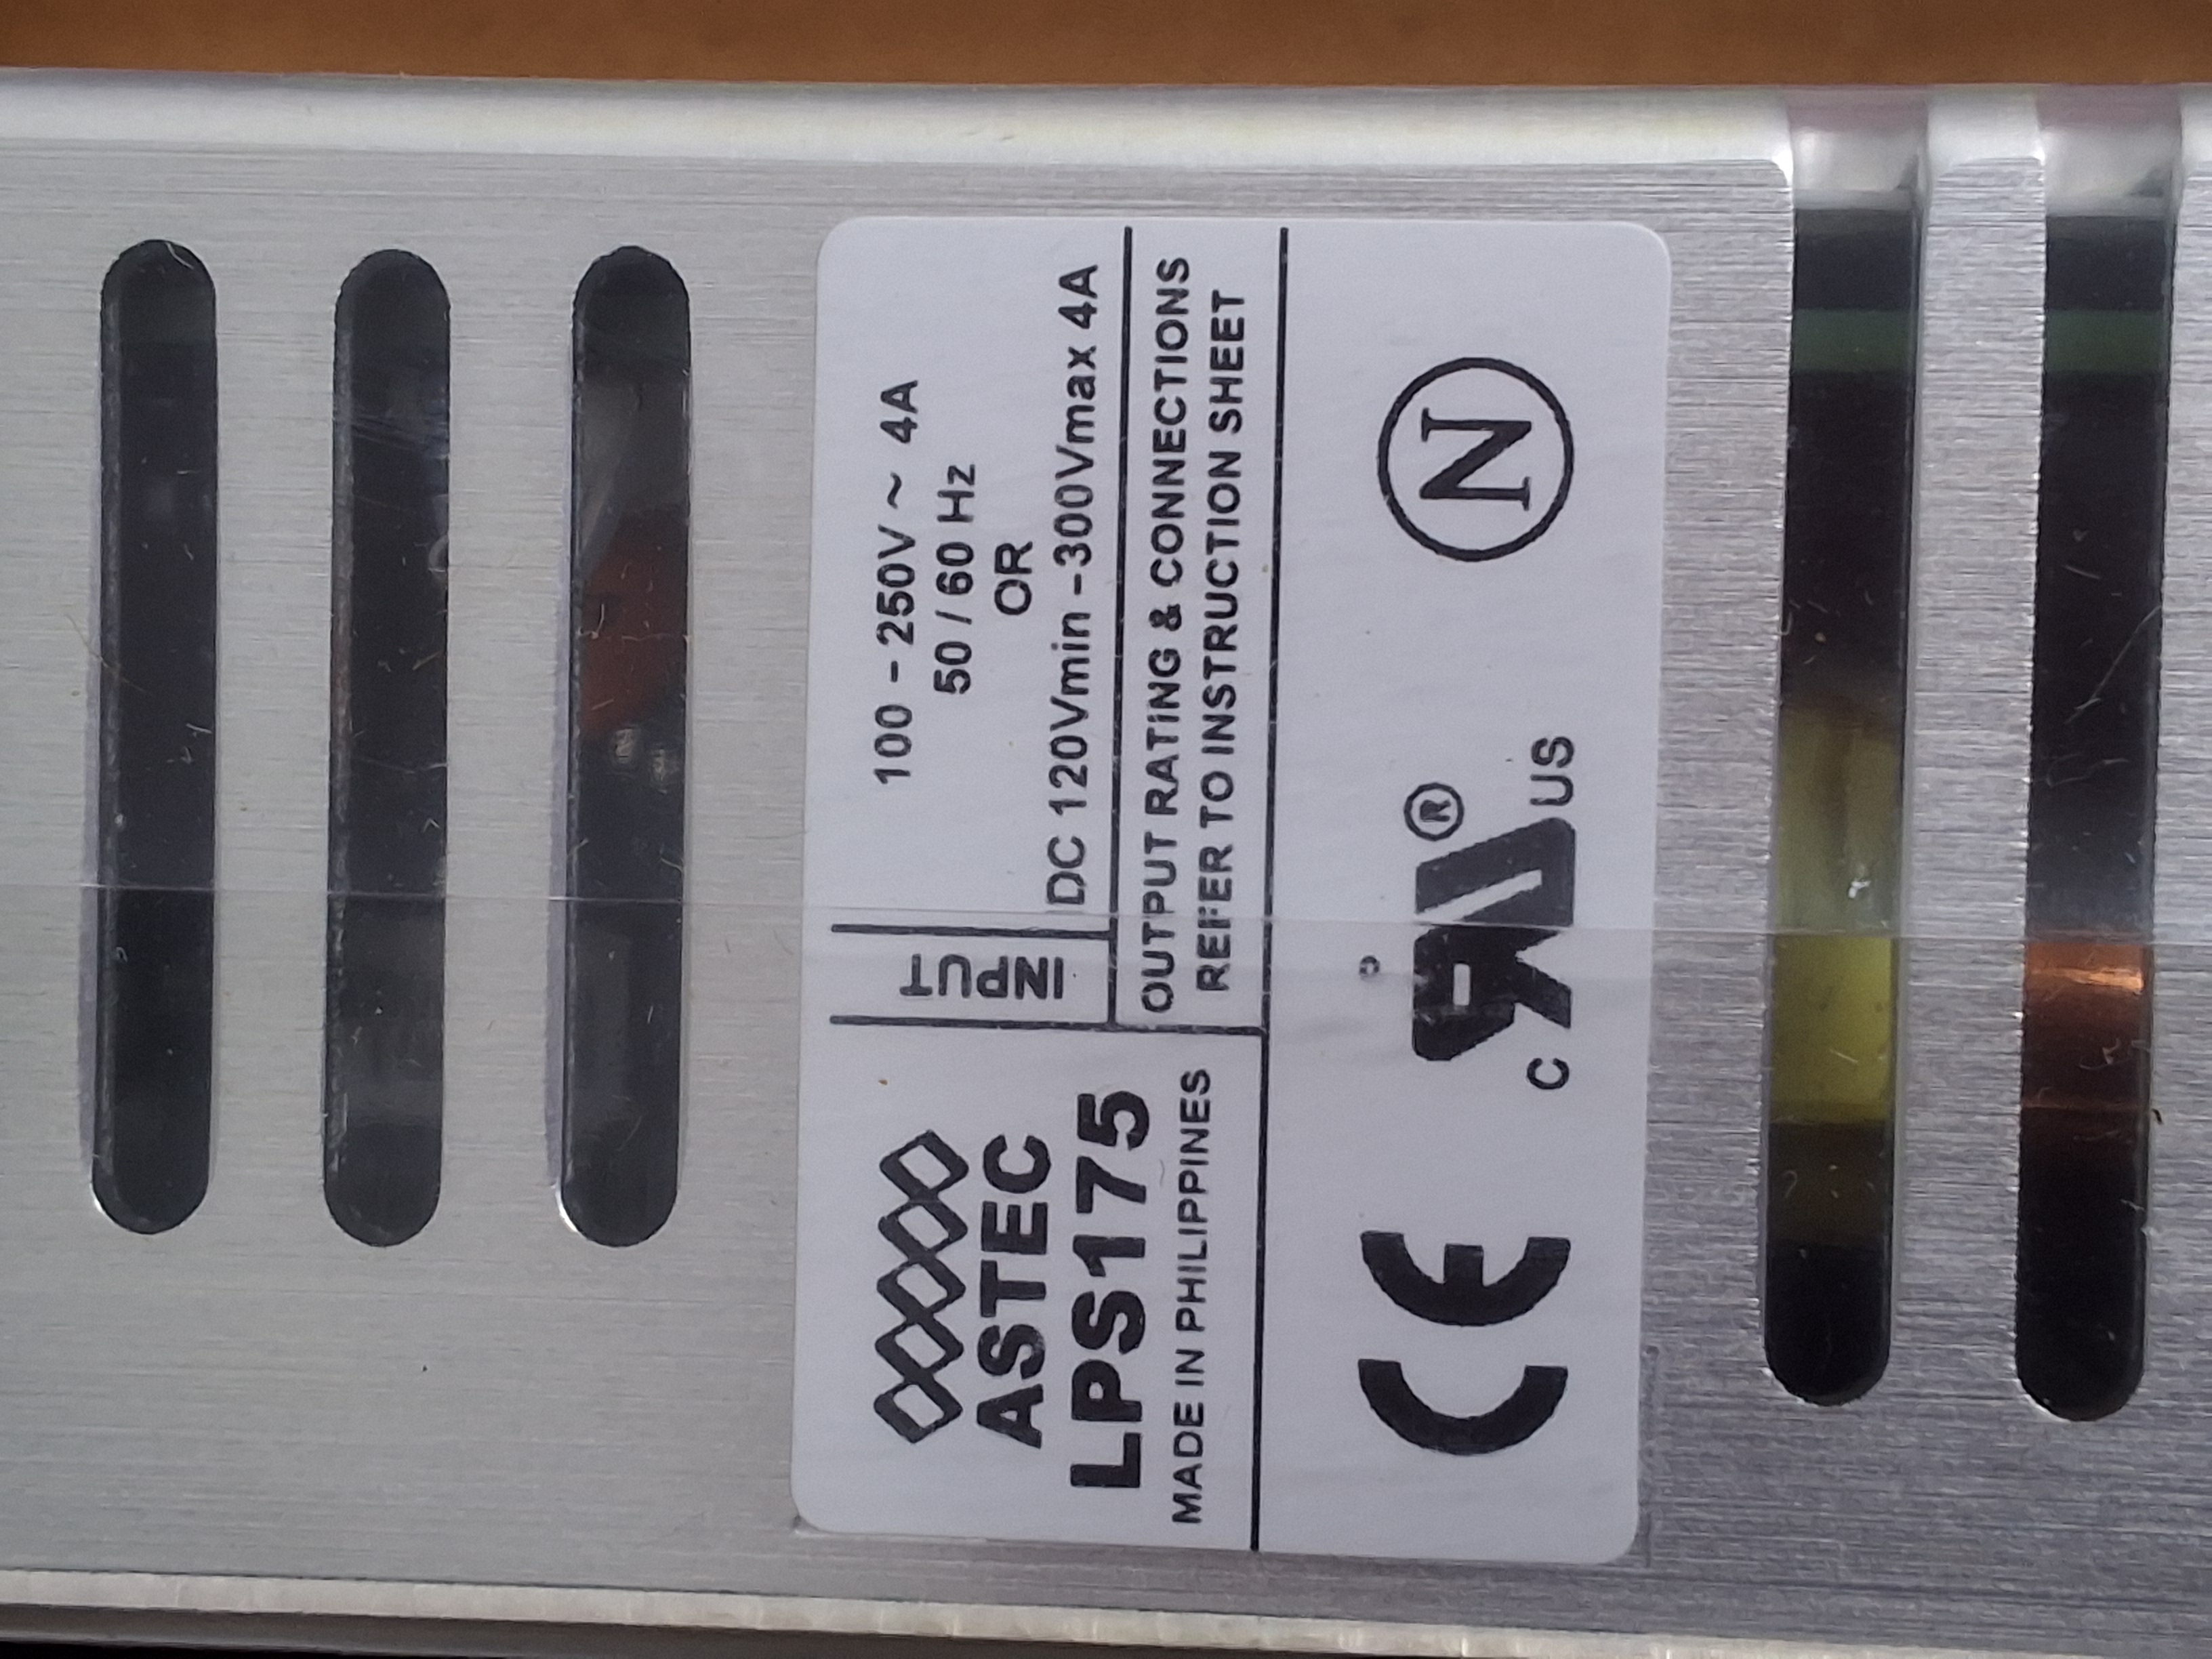 ASTEC
LPS175
MADE IN PHILIPPINES
INPUT
100 - 250V ~ 4A
50 / 60 Hz
OR
DC 120Vmin -300Vmax 4A
OUTPUT RATING & CONNECTIONS
REFER TO INSTRUCTION SHEET
CE
c RU ® US
N